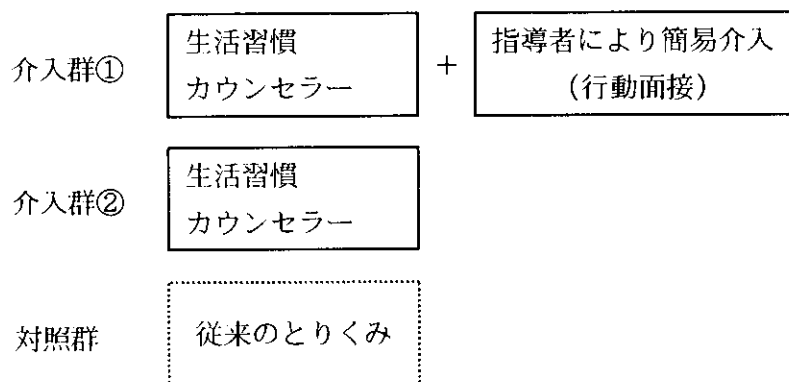 介入群① 生活習慣 カウンセラー + 指導者により簡易介入 (行動面接)
介入群② 生活習慣 カウンセラー
対照群 従来のとりくみ